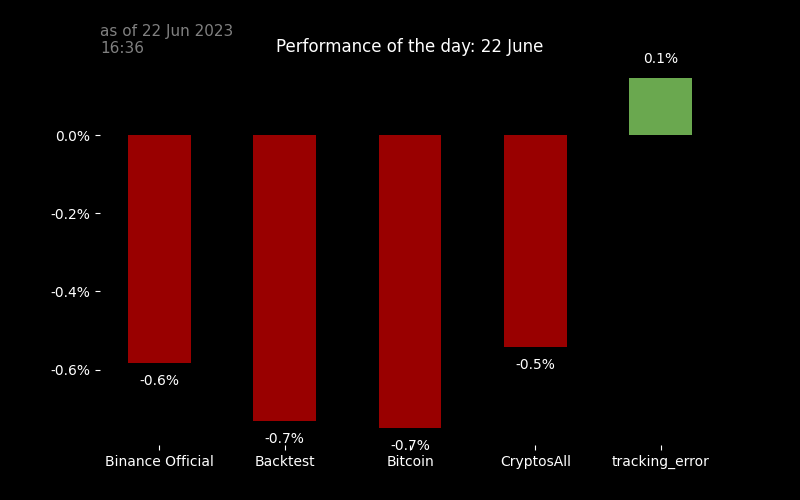 as of 22 Jun 2023
16:36
Performance of the day: 22 June
0.1%
0.0%
-0.2%
-0.4%
-0.6%
-0.6%
-0.7%
-0.7%
-0.5%
Binance Official
Backtest
Bitcoin
CryptosAll
tracking_error